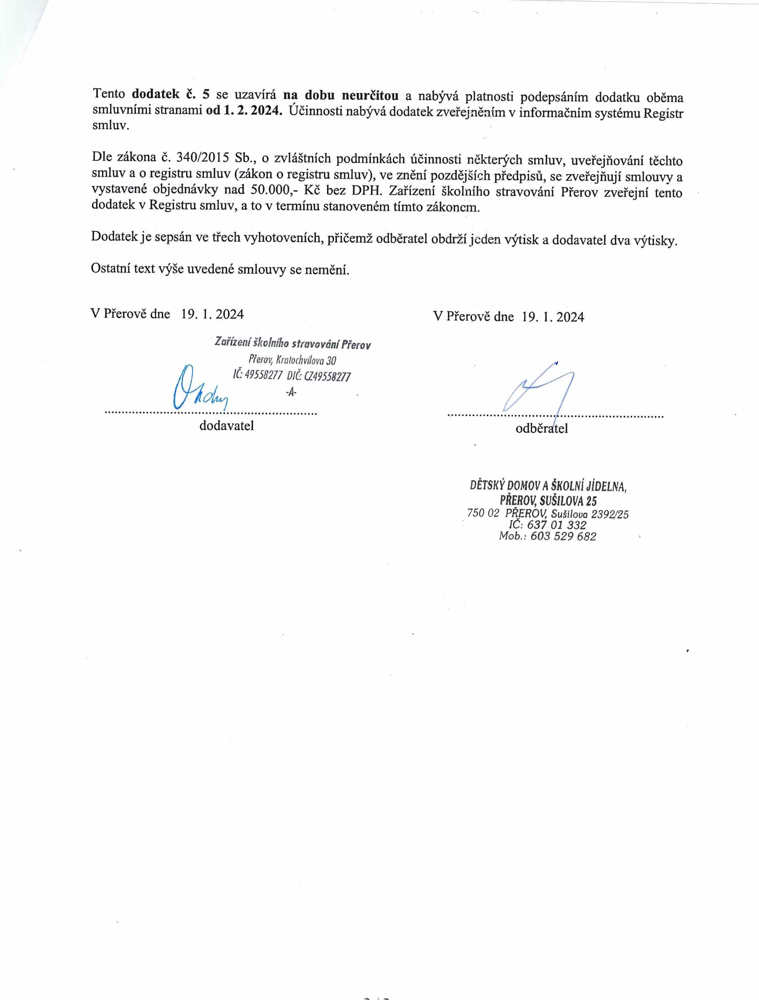 Tento dodatek č. 5 se uzavírá na dobu neurčitou a nabývá platnosti podepsáním dodatku oběma
smluvními stranami od 1. 2. 2024. Účinnosti nabývá dodatek zveřejněním v informačním systému Registr
smluv.
Dle zákona č. 340/2015 Sb., o zvláštních podmínkách účinnosti některých smluv, uveřejňování těchto
smluv a o registru smluv (zákon o registru smluv), ve znění pozdějších předpisů, se zveřejňují smlouvy a
vystavené objednávky nad 50.000,- Kč bez DPH. Zařízení školního stravování Přerov zveřejní tento
dodatek v Registru smluv, a to v termínu stanoveném tímto zákonem.
Dodatek je sepsán ve třech vyhotoveních, přičemž odběratel obdrží jeden výtisk a dodavatel dva výtisky.
Ostatní text výše uvedené smlouvy se nemění.
V Přerově dne 19. 1. 2024
V Přerově dne 19. 1. 2024
Zařízení školního stravování Přerov
Přerov, Kratochvílova 30
IČ: 49558277 DIČ: CZ49558277
-A-
dodavatel
odběratel
DĚTSKÝ DOMOV A ŠKOLNÍ JÍDELNA,
PŘEROV, SUŠILOVA 25
750 02 PŘEROV, Sušilova 2392/25
IČ: 637 01 332
Mob.: 603 529 682